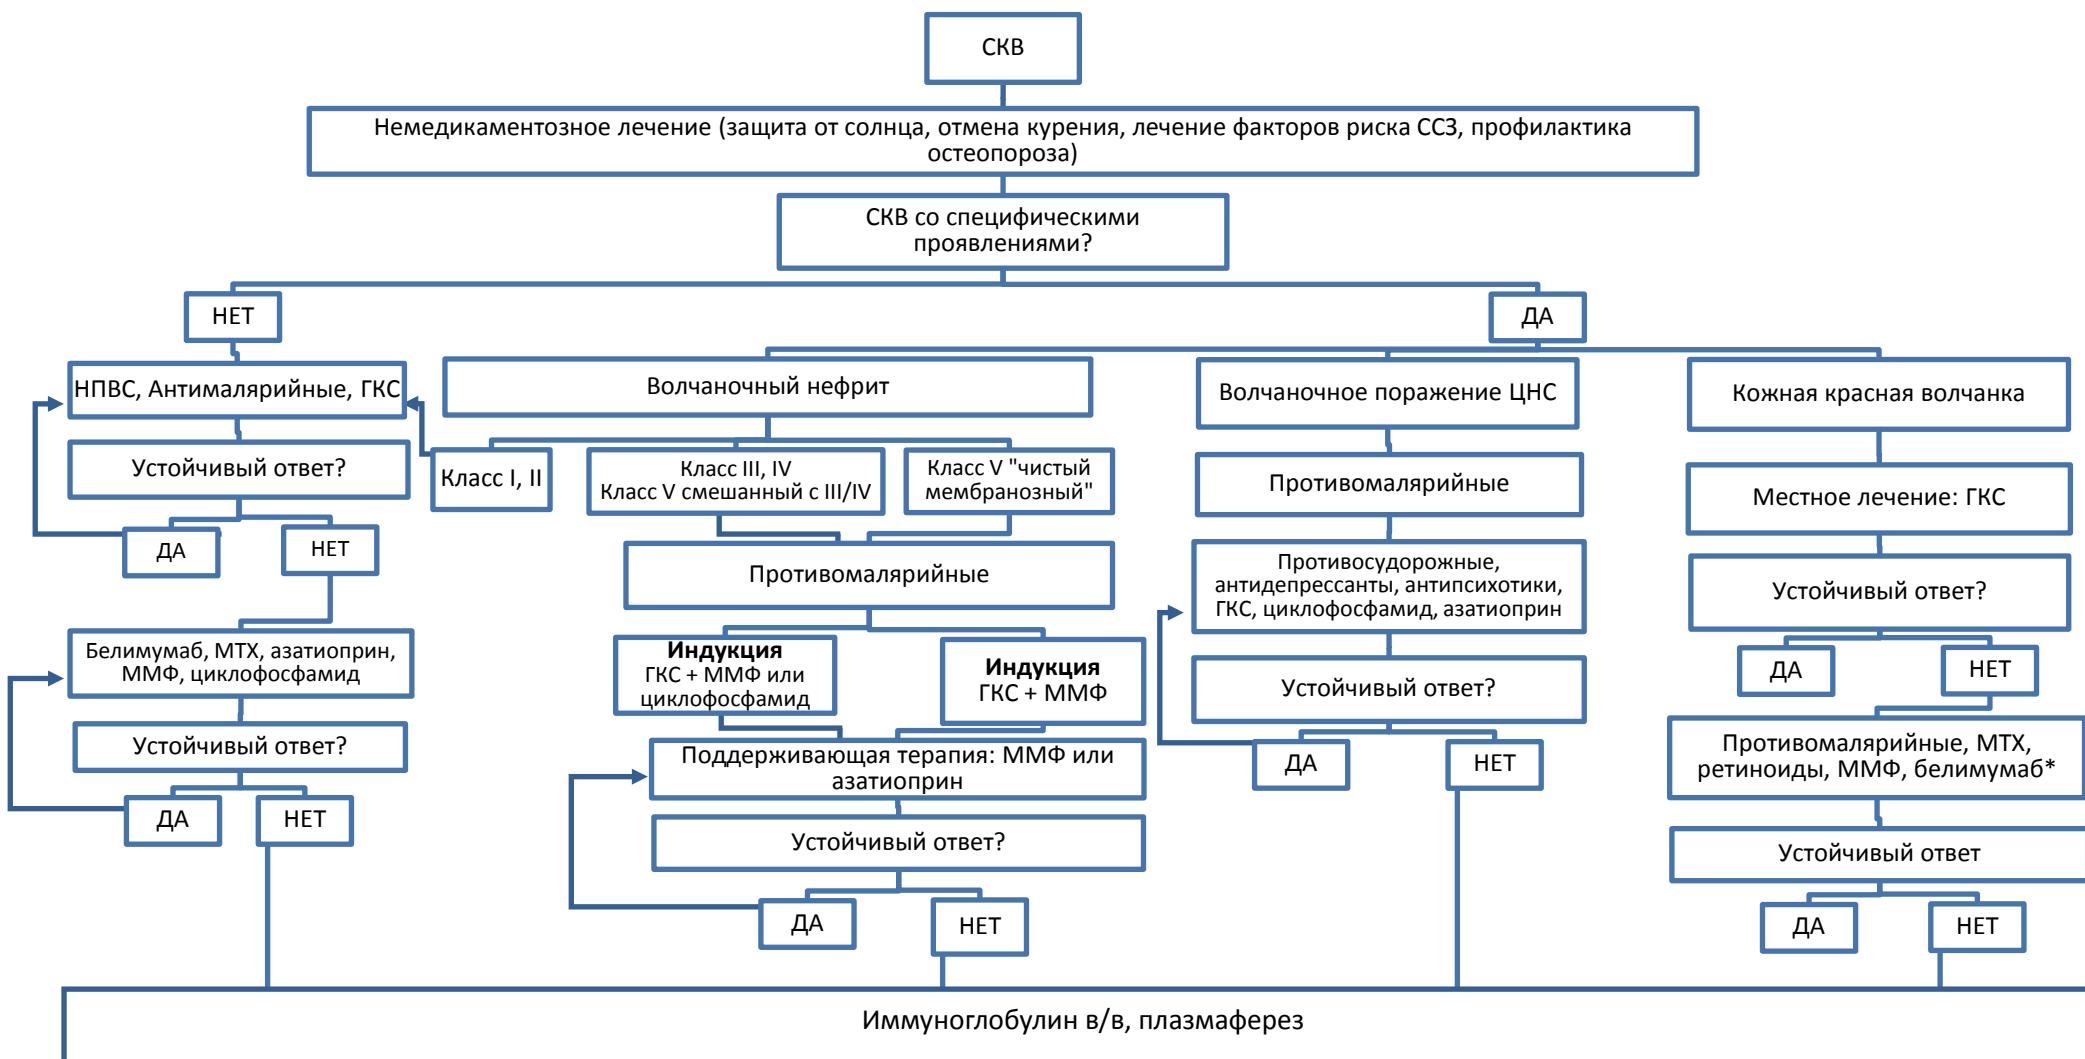 СКВ
Немедикаментозное лечение (защита от солнца, отмена курения, лечение факторов риска ССЗ, профилактика
остеопороза)
СКВ со специфическими
проявлениями?
НЕТ
ДА
НПВС, Антималярийные, ГКС
Устойчивый ответ?
ДА
НЕТ
Белимумаб, МТХ, азатиоприн,
ММФ, циклофосфамид
Устойчивый ответ?
ДА
НЕТ
Волчаночный нефрит
Класс I, II
Класс III, IV
Класс V смешанный с III/IV
Класс V "чистый
мембранозный"
Противомалярийные
Индукция
ГКС + ММФ или
циклофосфамид
Индукция
ГКС + ММФ
Поддерживающая терапия: ММФ или
азатиоприн
Устойчивый ответ?
ДА
НЕТ
Волчаночное поражение ЦНС
Противомалярийные
Противосудорожные,
антидепрессанты, антипсихотики,
ГКС, циклофосфамид, азатиоприн
Устойчивый ответ?
ДА
НЕТ
Кожная красная волчанка
Местное лечение: ГКС
Устойчивый ответ?
ДА
НЕТ
Противомалярийные, МТХ,
ретиноиды, ММФ, белимумаб*
Устойчивый ответ
ДА
НЕТ
Иммуноглобулин в/в, плазмаферез